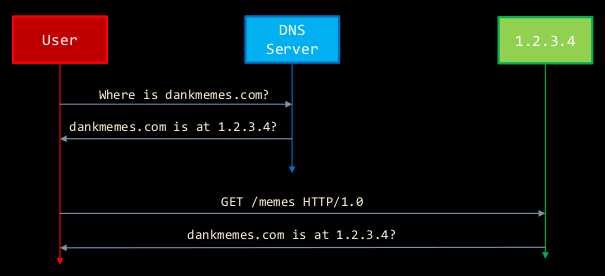 User
DNS
Server
1.2.3.4
Where is dankmemes.com?
dankmemes.com is at 1.2.3.4?
GET /memes HTTP/1.0
dankmemes.com is at 1.2.3.4?